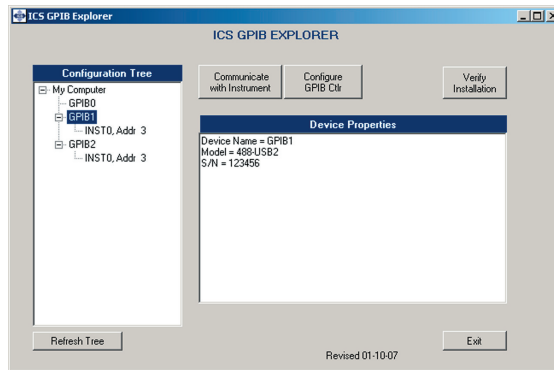 ICS GPIB Explorer
ICS GPIB EXPLORER
Configuration Tree
My Computer
GPIB0
GPIB1
INST0, Addr 3
GPIB2
INST0, Addr 3
Refresh Tree
Communicate
with Instrument
Configure
GPIB Ctlr
Verify
Installation
Device Properties
Device Name = GPIB1
Model = 488-USB2
S/N = 123456
Revised 01-10-07
Exit